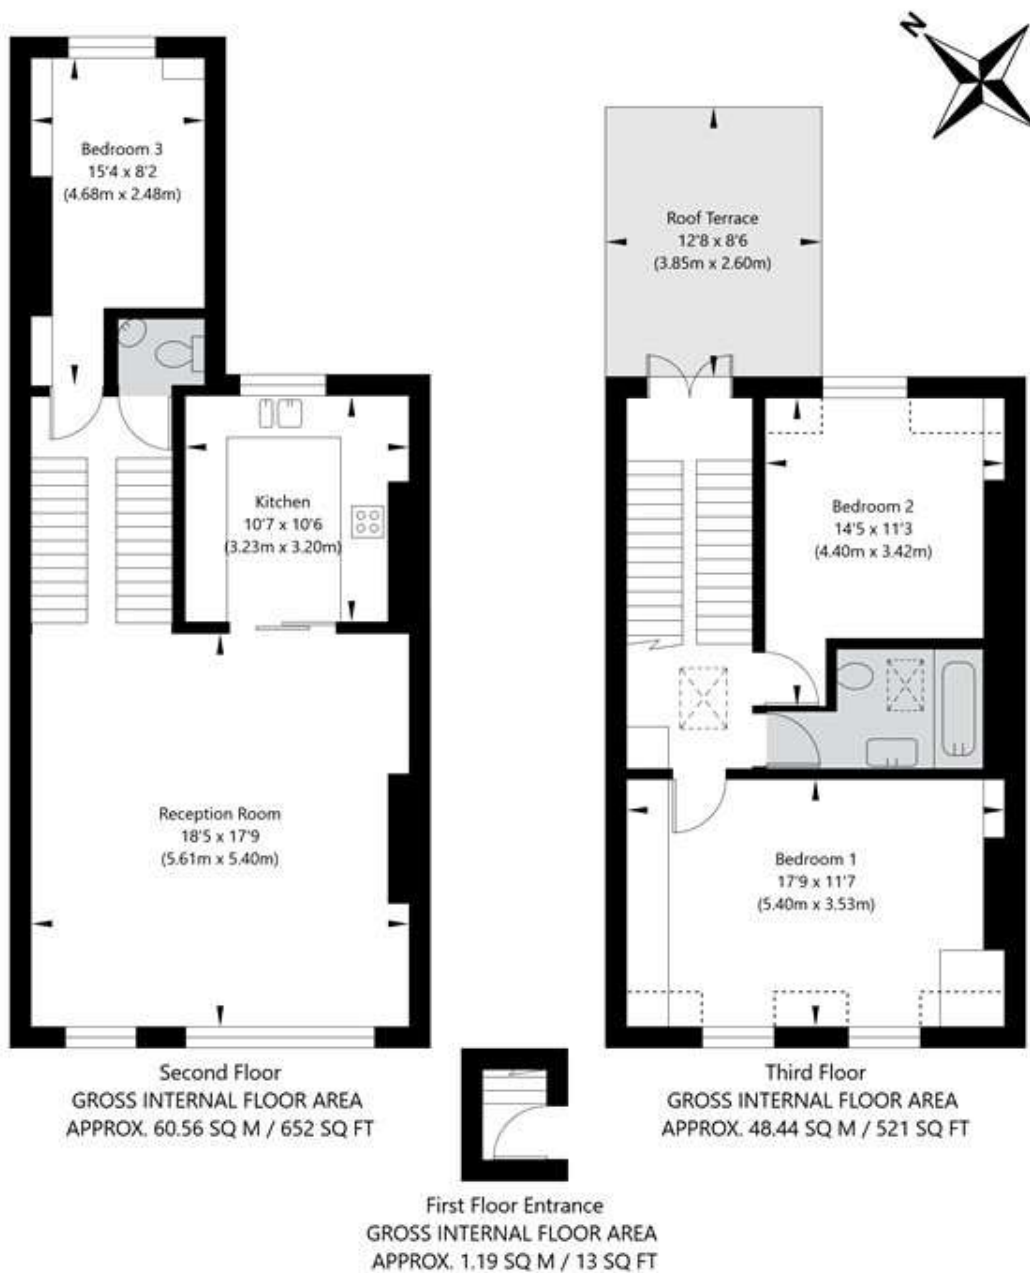 N
Bedroom 3
15'4 x 8'2
(4.68m x 2.48m)
Roof Terrace
12'8 x 8'6
(3.85m x 2.60m)
Kitchen
10'7 x 10'6
(3.23m x 3.20m)
Bedroom 2
14'5 x 11'3
(4.40m x 3.42m)
Reception Room
18'5 x 17'9
(5.61m x 5.40m)
Bedroom 1
17'9 x 11'7
(5.40m x 3.53m)
Second Floor
GROSS INTERNAL FLOOR AREA
APPROX. 60.56 SQ M / 652 SQ FT
Third Floor
GROSS INTERNAL FLOOR AREA
APPROX. 48.44 SQ M / 521 SQ FT
First Floor Entrance
GROSS INTERNAL FLOOR AREA
APPROX. 1.19 SQ M / 13 SQ FT